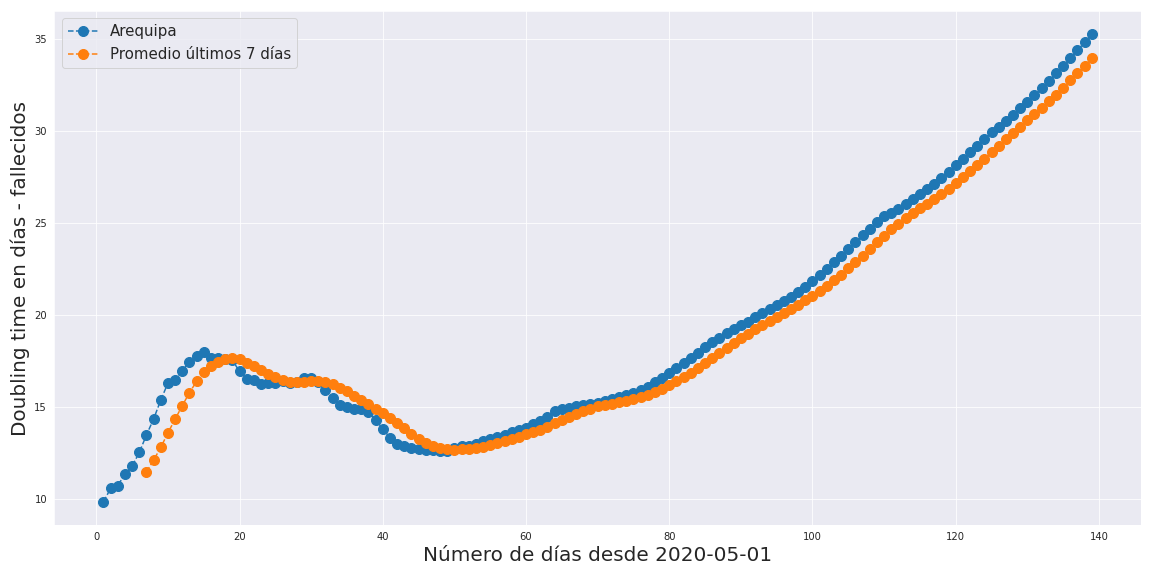 Arequipa
Promedio últimos 7 días
Doubling time en días - fallecidos
35
30
25
20
15
10
0 20 40 60 80 100 120 140
Número de días desde 2020-05-01